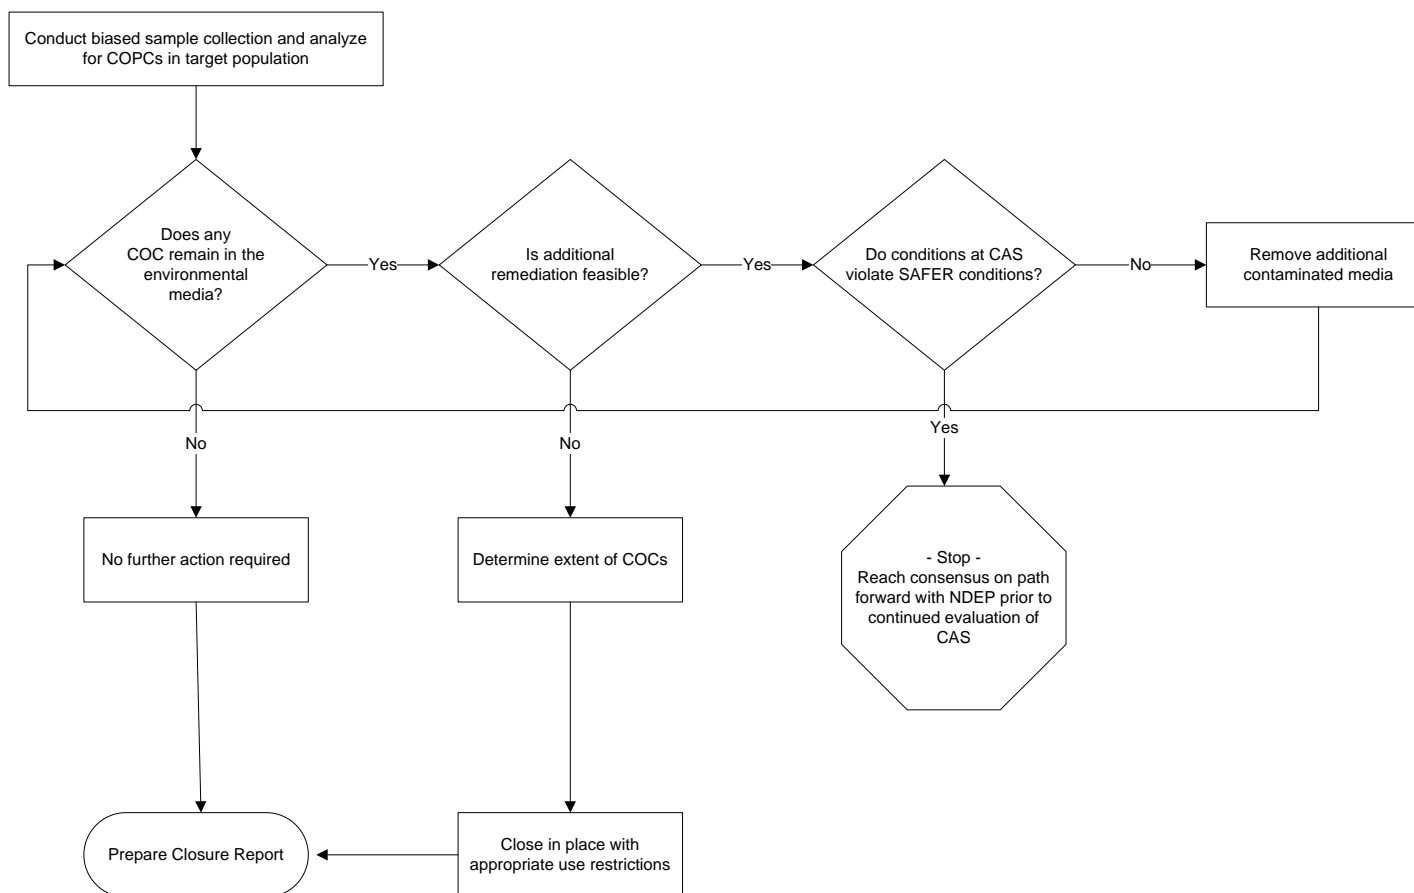 Conduct biased sample collection and analyze
for COPCs in target population
Does any
COC remain in the
environmental
media?
Yes
Is additional
remediation feasible?
Yes
Do conditions at CAS
violate SAFER conditions?
No
Remove additional
contaminated media
No
No
Yes
No further action required
Determine extent of COCs
- Stop -
Reach consensus on path
forward with NDEP prior to
continued evaluation of
CAS
Prepare Closure Report
Close in place with
appropriate use restrictions